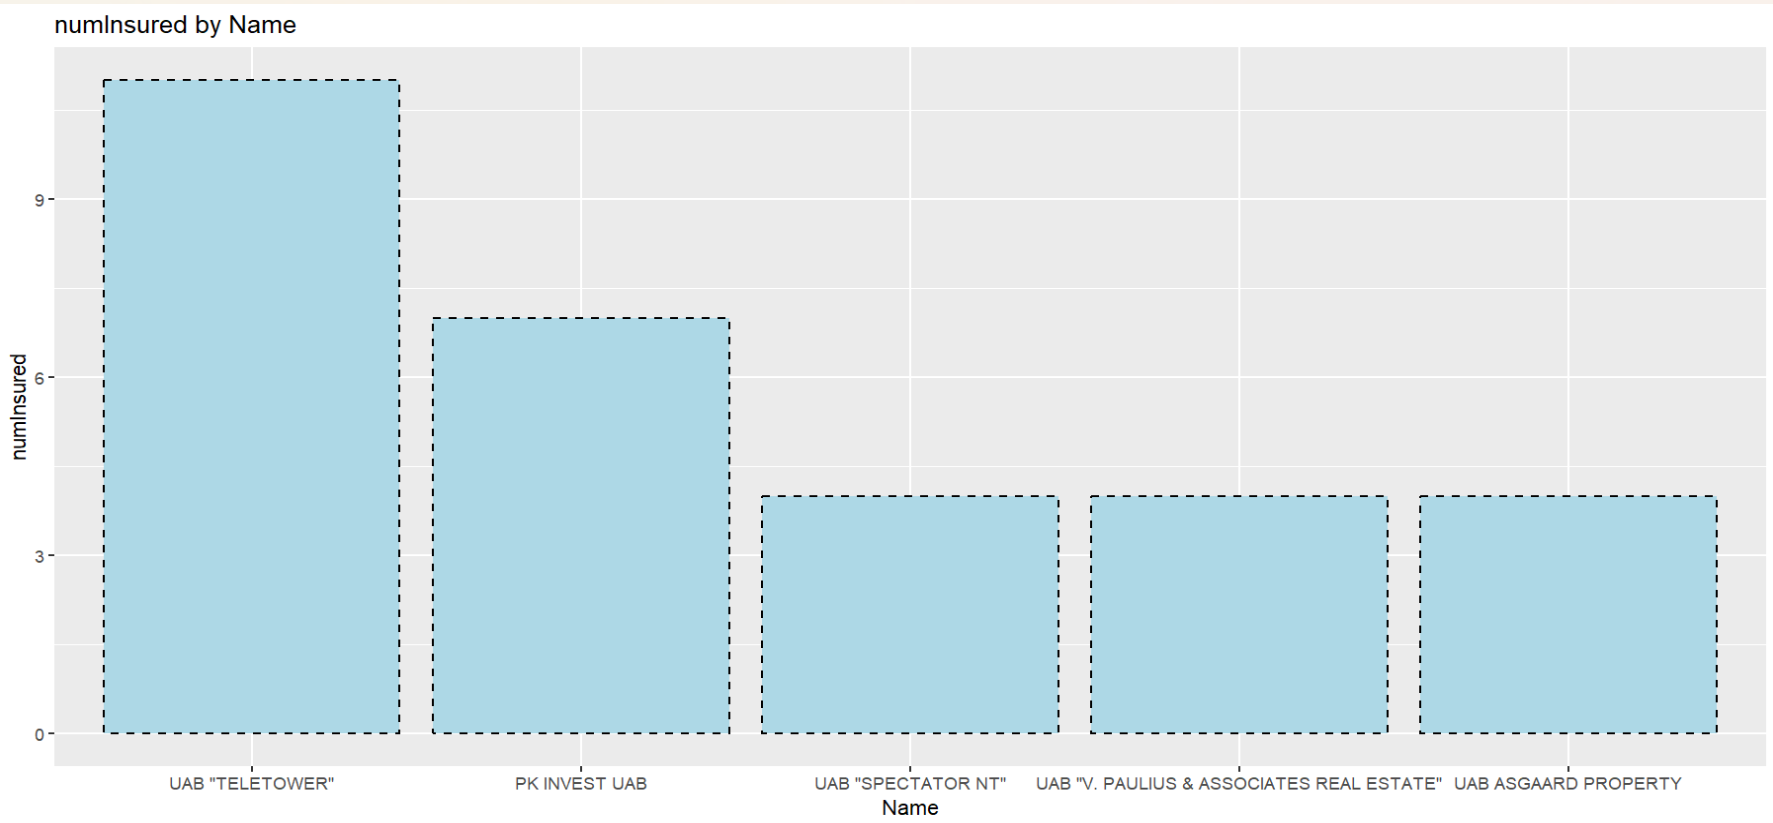 numInsured by Name
numInsured
9
6
3
0
UAB "TELETOWER"
PK INVEST UAB
UAB "SPECTATOR NT"
UAB "V. PAULIUS & ASSOCIATES REAL ESTATE"
UAB ASGAARD PROPERTY
Name